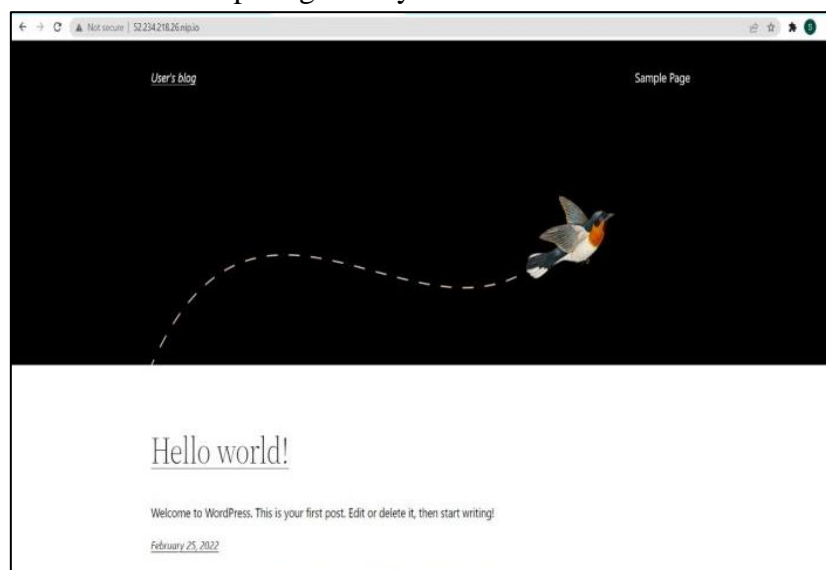 Not secure | 52.234.218.26.nip.io
S
User's blog
Sample Page
Hello world!
Welcome to WordPress. This is your first post. Edit or delete it, then start writing!
February 25, 2022